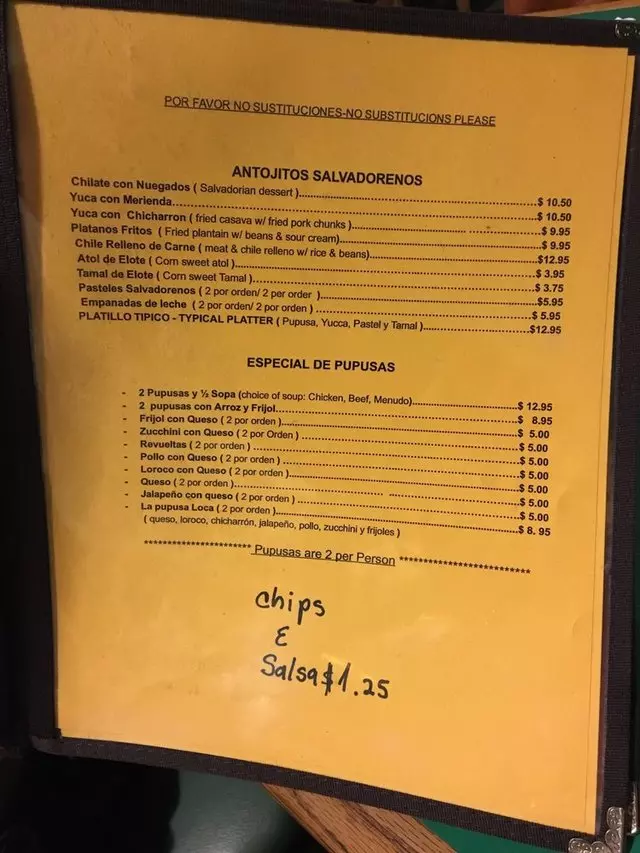 POR FAVOR NO SUSTITUCIONES-NO SUBSTITUCIONS PLEASE
ANTOJITOS SALVADORENOS
Chilate con Nuegados ( Salvadorian dessert )..........$ 10.50
Yuca con Merienda..........$ 10.50
Yuca con Chicharron ( fried casava w/ fried pork chunks )..........$ 9.95
Platanos Fritos ( Fried plantain w/ beans & sour cream)..........$ 9.95
Chile Relleno de Carne ( meat & chile relleno w/ rice & beans)..........$12.95
Atol de Elote ( Corn sweet atol )..........$ 3.95
Tamal de Elote ( Corn sweet Tamal )..........$ 3.75
Pasteles Salvadorenos ( 2 por orden/ 2 per order )..........$5.95
Empanadas de leche ( 2 por orden/ 2 por orden )..........$ 5.95
PLATILLO TIPICO - TYPICAL PLATTER ( Pupusa, Yucca, Pastel y Tamal )..........$12.95
ESPECIAL DE PUPUSAS
- 2 Pupusas y ½ Sopa (choice of soup: Chicken, Beef, Menudo)..........$ 12.95
- 2 pupusas con Arroz y Frijol..........$ 8.95
- Frijol con Queso ( 2 por orden )..........$ 5.00
- Zucchini con Queso ( 2 por Orden )..........$ 5.00
- Revueltas ( 2 por orden )..........$ 5.00
- Pollo con Queso ( 2 por orden )..........$ 5.00
- Loroco con Queso ( 2 por orden )..........$ 5.00
- Queso ( 2 por orden )..........$ 5.00
- Jalapeño con queso ( 2 por orden )..........$ 5.00
- La pupusa Loca ( 2 por orden )..........$ 8. 95
( queso, loroco, chicharrón, jalapeño, pollo, zucchini y frijoles )
*********************** Pupusas are 2 per Person ***************************
chips
&
Salsa $1.25